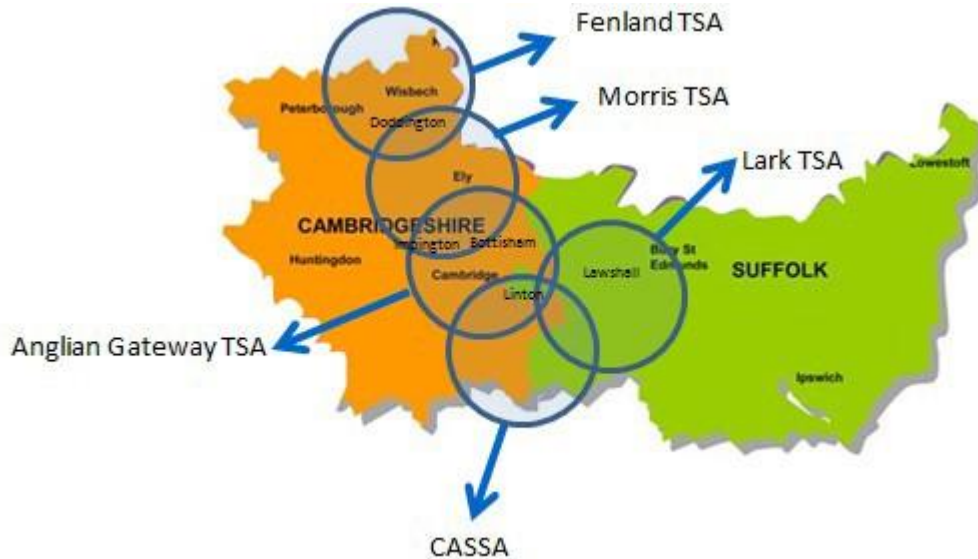 Fenland TSA
Morris TSA
Lark TSA
Wisbech
Peterborough
Doddington
Ely
Lowestoft
CAMBRIDGESHIRE
Impington
Bottisham
Huntingdon
Cambridge
Linton
Lawshall
Bury St
Edmunds
SUFFOLK
Anglian Gateway TSA
Ipswich
CASSA